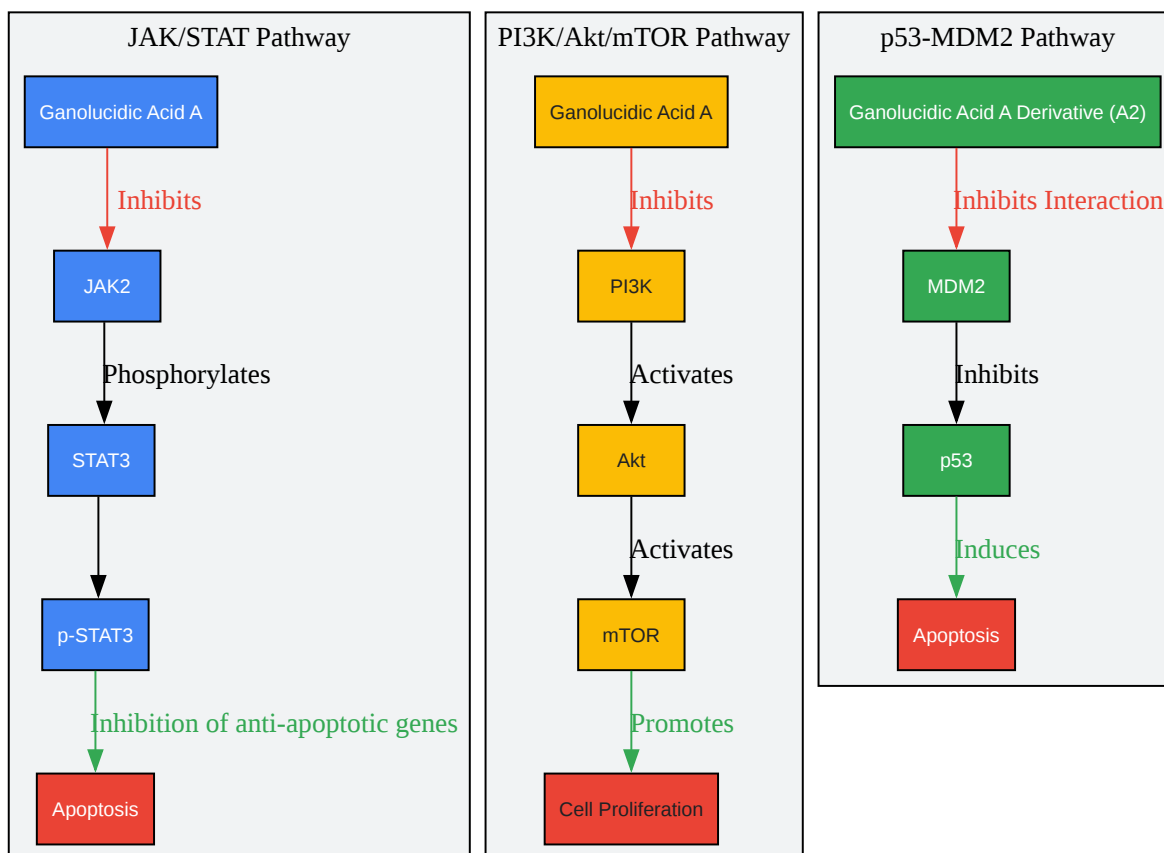 JAK/STAT Pathway
Ganolucidic Acid A
Inhibits
JAK2
Phosphorylates
STAT3
p-STAT3
Inhibition of anti-apoptotic genes
Apoptosis
PI3K/Akt/mTOR Pathway
Ganolucidic Acid A
Inhibits
PI3K
Activates
Akt
Activates
mTOR
Promotes
Cell Proliferation
p53-MDM2 Pathway
Ganolucidic Acid A Derivative (A2)
Inhibits Interaction
MDM2
Inhibits
p53
Induces
Apoptosis